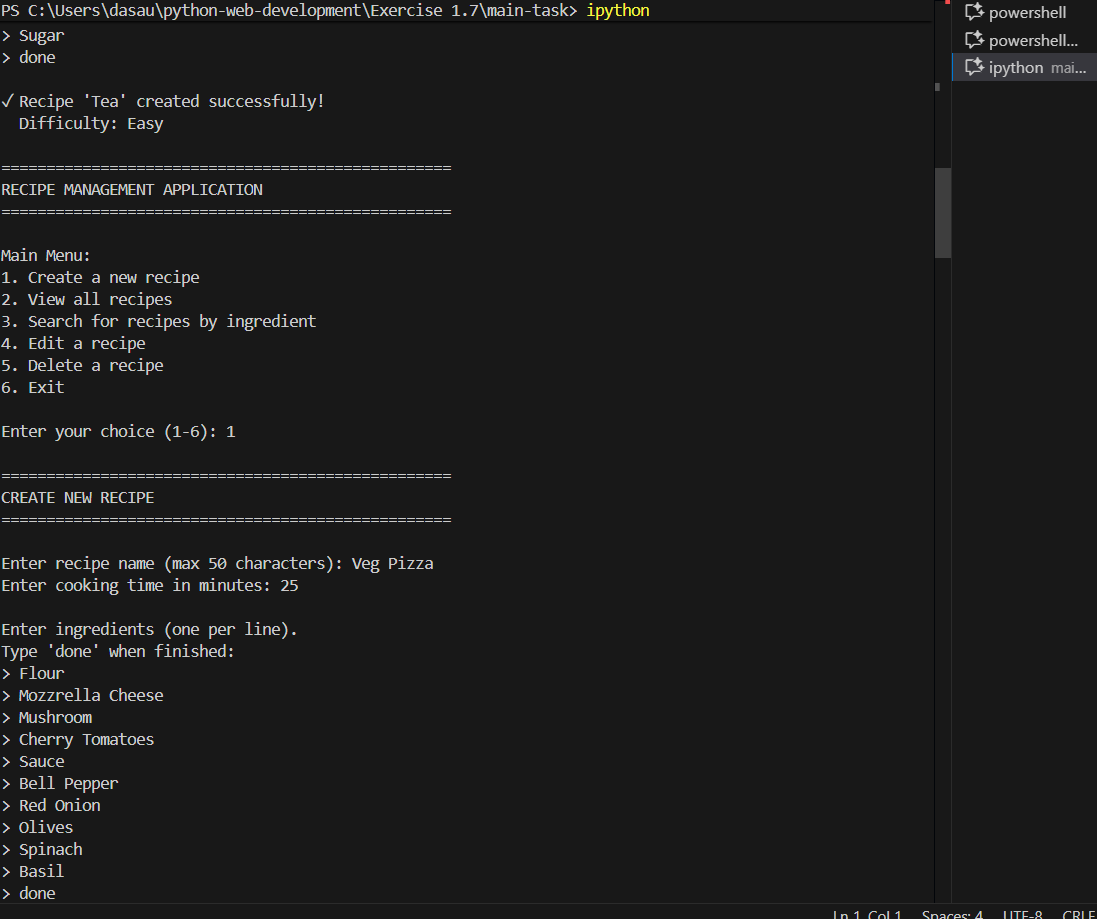 PS C:\Users\dasau\python-web-development\Exercise 1.7\main-task> ipython
> Sugar
> done
✓ Recipe 'Tea' created successfully!
Difficulty: Easy
==================================================
RECIPE MANAGEMENT APPLICATION
==================================================
Main Menu:
1. Create a new recipe
2. View all recipes
3. Search for recipes by ingredient
4. Edit a recipe
5. Delete a recipe
6. Exit
Enter your choice (1-6): 1
==================================================
CREATE NEW RECIPE
==================================================
Enter recipe name (max 50 characters): Veg Pizza
Enter cooking time in minutes: 25
Enter ingredients (one per line).
Type 'done' when finished:
> Flour
> Mozzrella Cheese
> Mushroom
> Cherry Tomatoes
> Sauce
> Bell Pepper
> Red Onion
> Olives
> Spinach
> Basil
> done
powershell
powershell...
ipython mai...
Ln 1, Col 1 Spaces: 4 UTF-8 CRLF